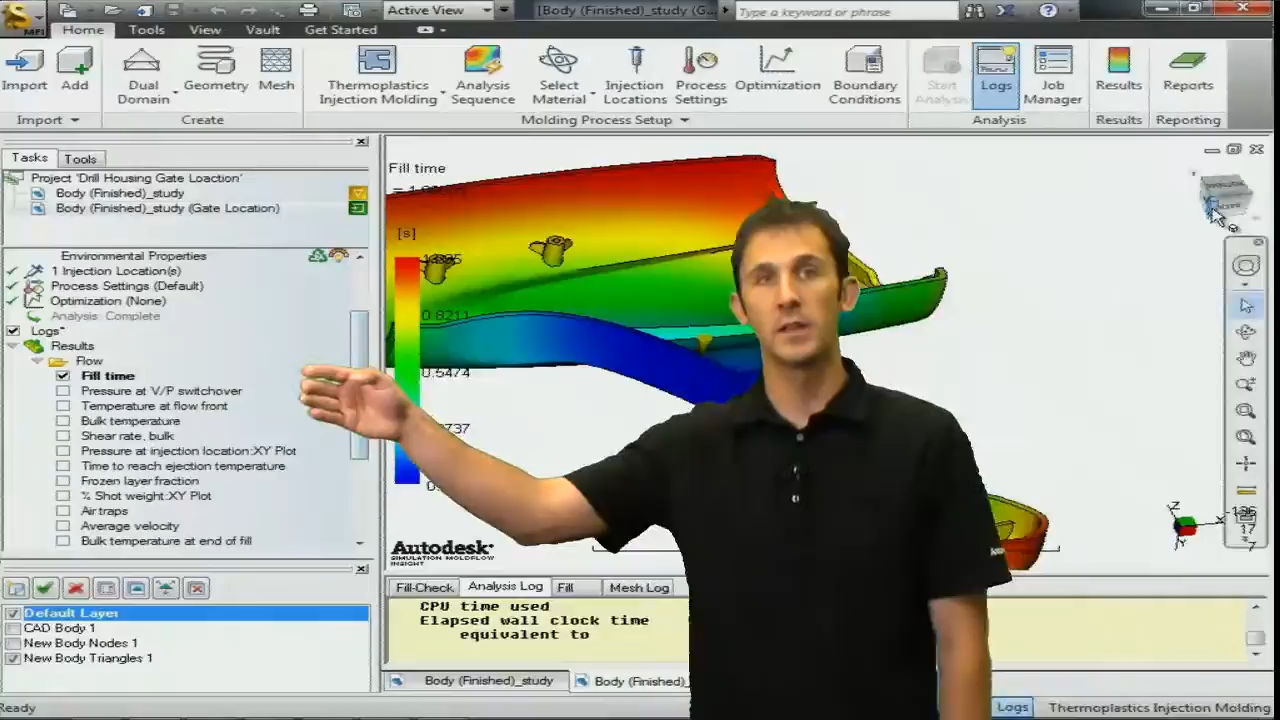 Active View
[Body (Finished)_study (G...
Type a keyword or phrase
MFI
Home Tools View Vault Get Started
Import Add Dual Domain Geometry Mesh Thermoplastics Injection Molding Analysis Sequence Select Material Injection Locations Process Settings Optimization Boundary Conditions Start Analysis Logs Job Manager Results Reports
Import Create Molding Process Setup Analysis Results Reporting
Tasks Tools
Project 'Drill Housing Gate Loaction'
Body (Finished)_study
Body (Finished)_study (Gate Location)
Environmental Properties
1 Injection Location(s)
Process Settings (Default)
Optimization (None)
Analysis: Complete
Logs*
Results
Flow
Fill time
Pressure at V/P switchover
Temperature at flow front
Bulk temperature
Shear rate, bulk
Pressure at injection location:XY Plot
Time to reach ejection temperature
Frozen layer fraction
% Shot weight:XY Plot
Air traps
Average velocity
Bulk temperature at end of fill
Default Layer
CAD Body 1
New Body Nodes 1
New Body Triangles 1
Fill time
[s]
0.8211
0.5474
Autodesk
SIMULATION MOLDFLOW
INSIGHT
Z
X
Y
17
7
Fill-Check Analysis Log Fill Mesh Log
CPU time used
Elapsed wall clock time
equivalent to
Body (Finished)_study Body (Finished)
Ready
Logs Thermoplastics Injection Molding